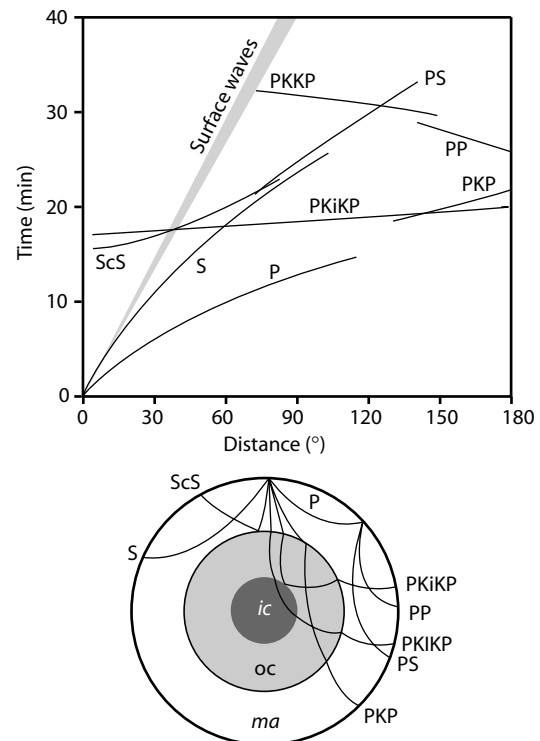 40
30
20
10
0
Time (min)
Surface waves
PKKP
PS
PP
PKP
PKiKP
ScS
S
P
0
30
60
90
120
150
180
Distance (°)
ScS
P
S
PKiKP
PP
PKIKP
PS
PKP
ic
oc
ma